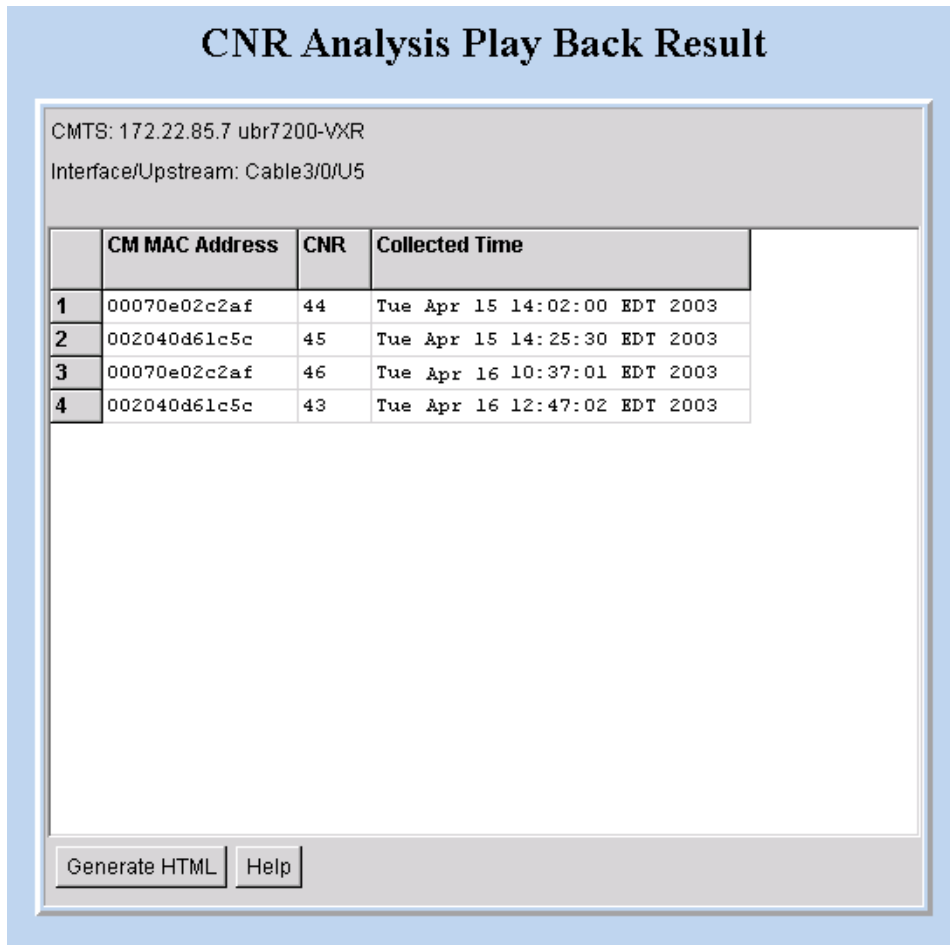 CNR Analysis Play Back Result
CMTS: 172.22.85.7 ubr7200-VXR
Interface/Upstream: Cable3/0/U5
CM MAC Address CNR Collected Time
1 00070e02c2af 44 Tue Apr 15 14:02:00 EDT 2003
2 002040d61c5c 45 Tue Apr 15 14:25:30 EDT 2003
3 00070e02c2af 46 Tue Apr 16 10:37:01 EDT 2003
4 002040d61c5c 43 Tue Apr 16 12:47:02 EDT 2003
Generate HTML Help